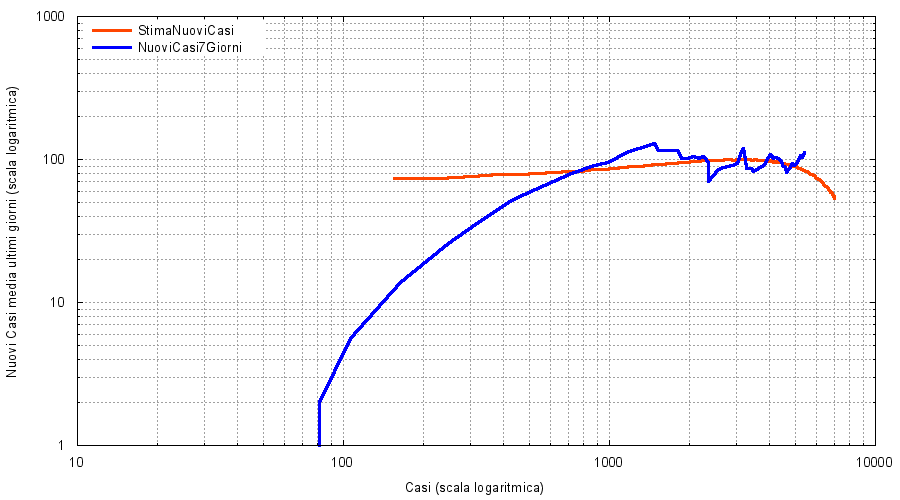 1000
StimaNuoviCasi
NuoviCasi7Giorni
100
10
1
Nuovi Casi media ultimi giorni (scala logaritmica)
10 100 1000 10000
Casi (scala logaritmica)